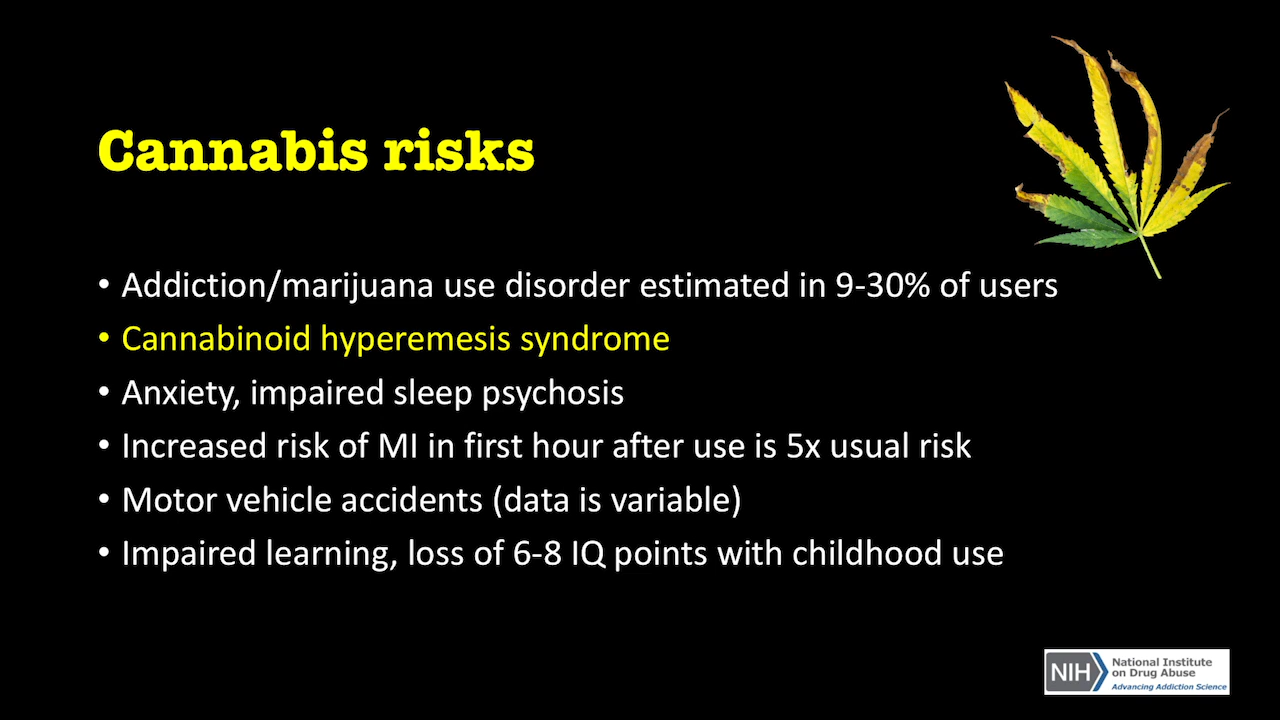 Cannabis risks
• Addiction/marijuana use disorder estimated in 9-30% of users
• Cannabinoid hyperemesis syndrome
• Anxiety, impaired sleep psychosis
• Increased risk of MI in first hour after use is 5x usual risk
• Motor vehicle accidents (data is variable)
• Impaired learning, loss of 6-8 IQ points with childhood use
NIH
National Institute
on Drug Abuse
Advancing Addiction Science